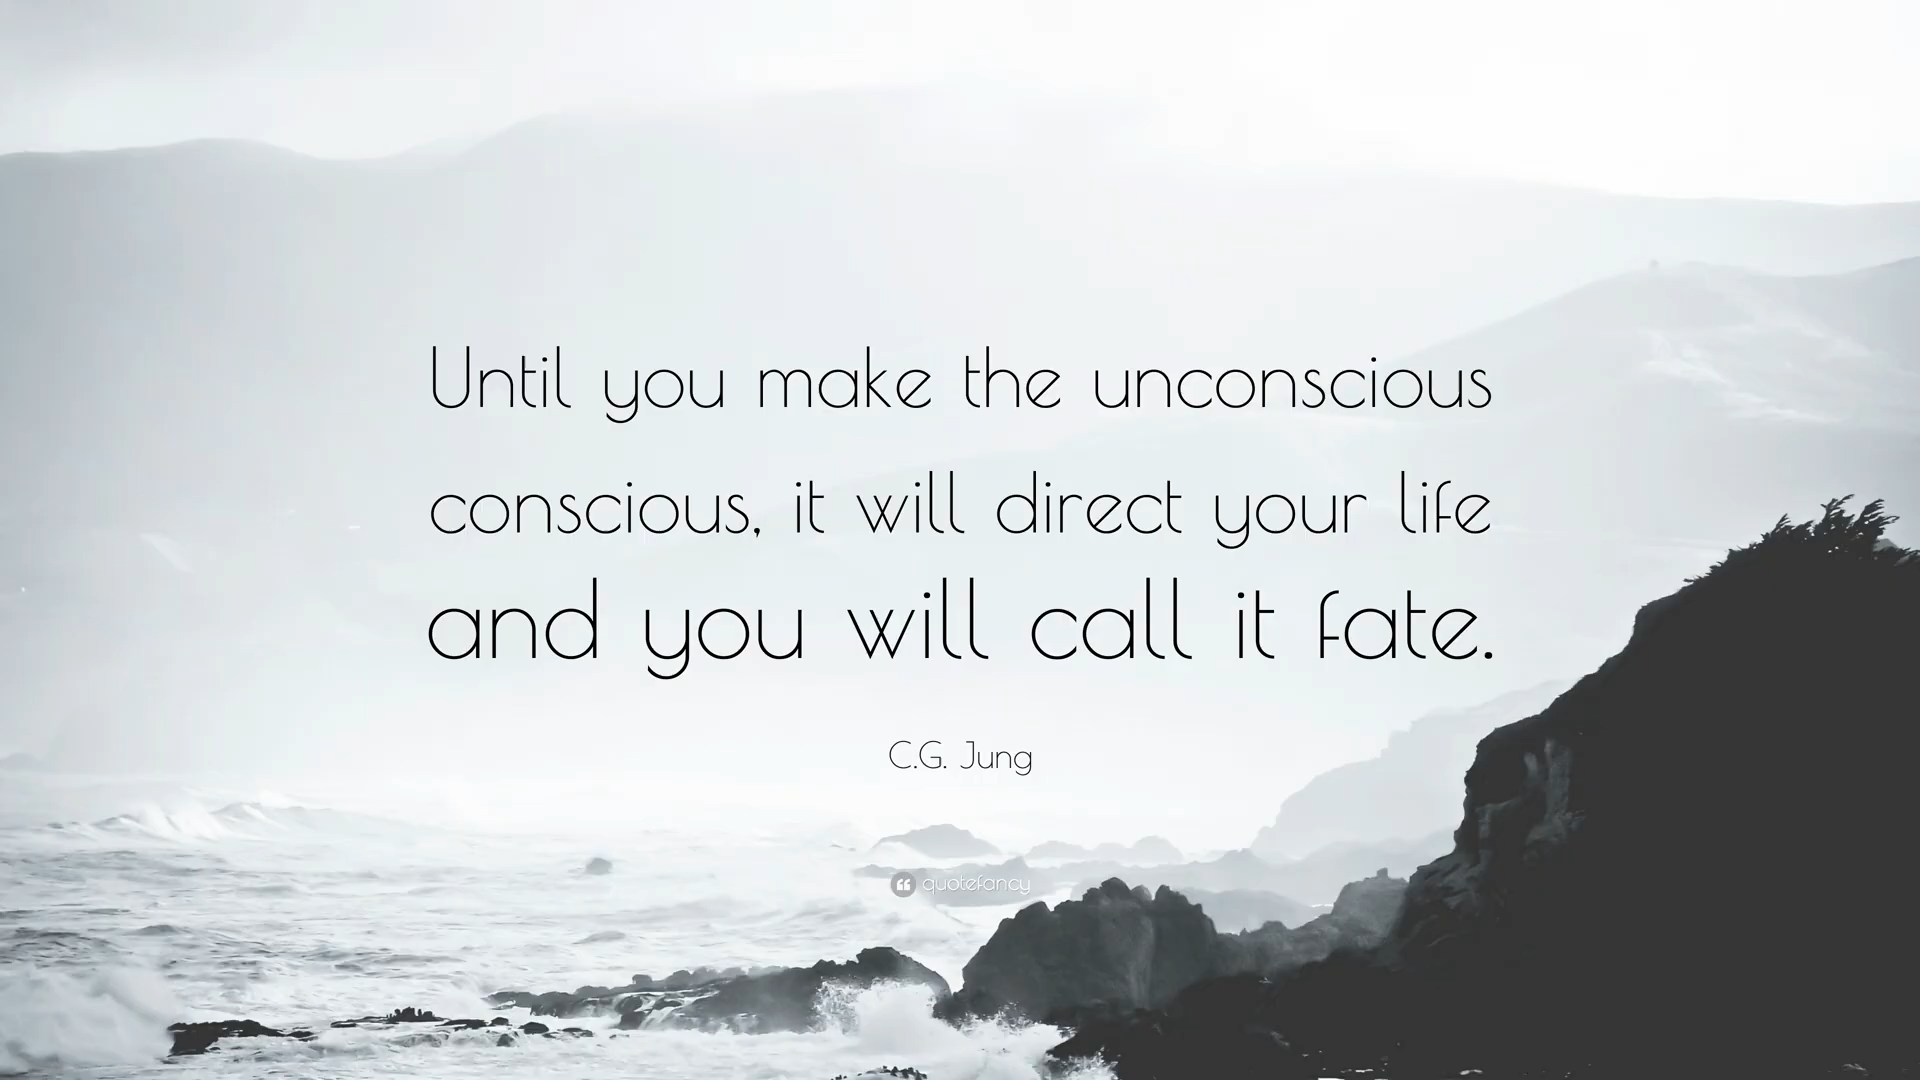 Until you make the unconscious
conscious, it will direct your life
and you will call it fate.
C.G. Jung
quotefancy